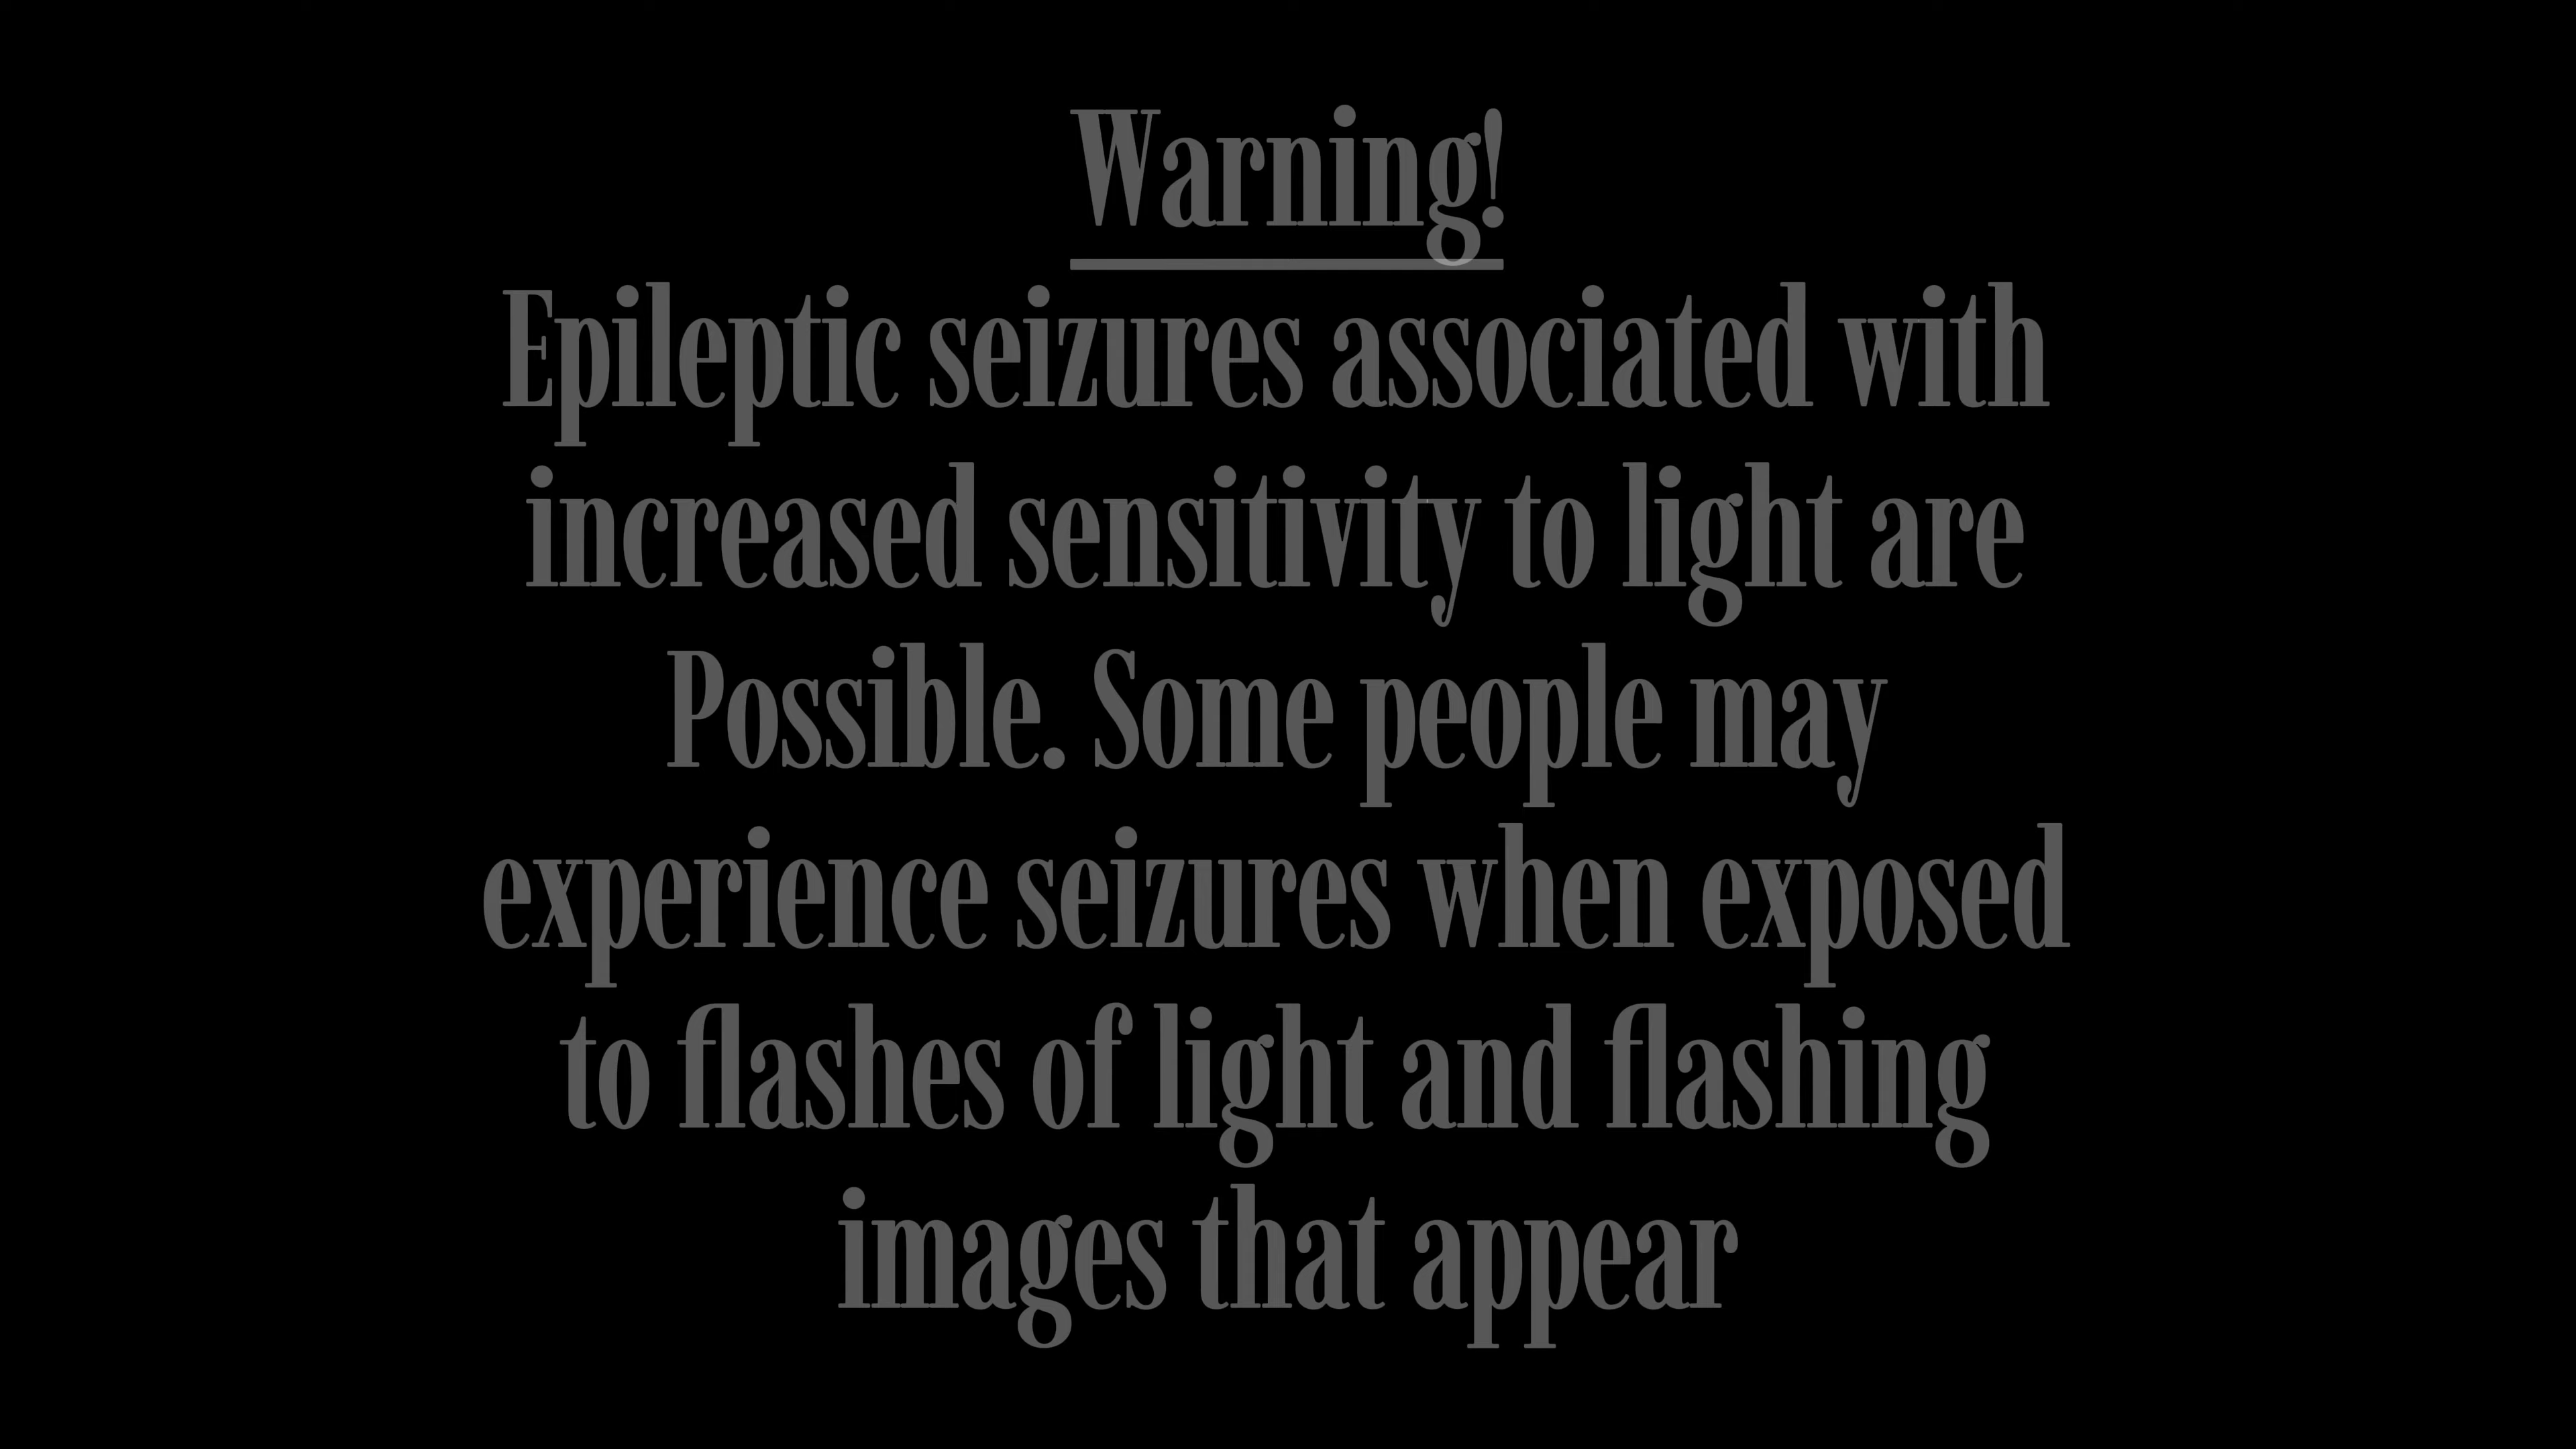 Warning!
Epileptic seizures associated with
increased sensitivity to light are
Possible. Some people may
experience seizures when exposed
to flashes of light and flashing
images that appear